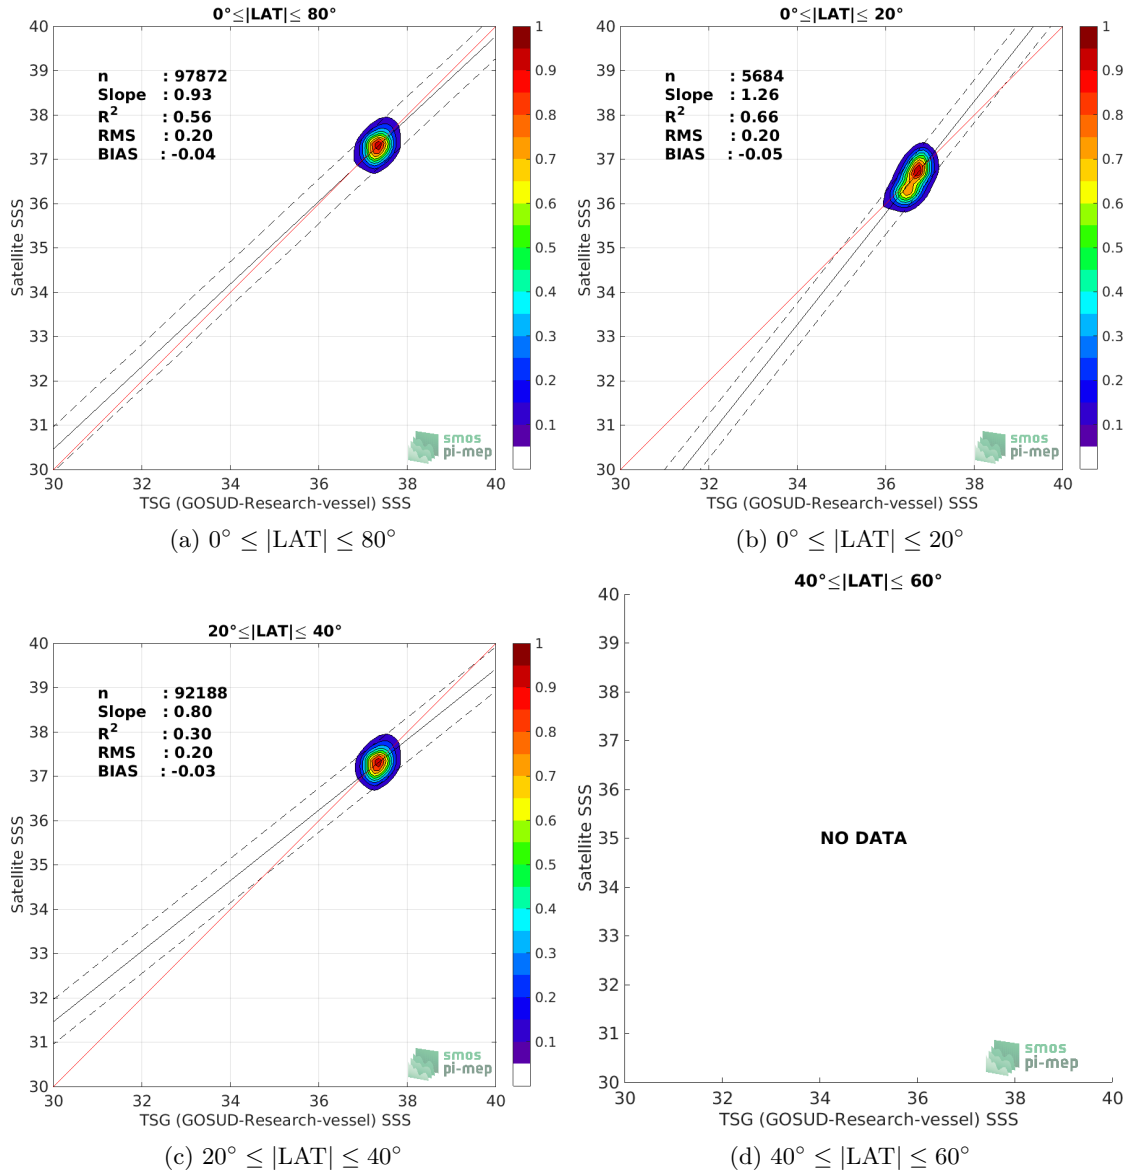 0°≤|LAT|≤ 80°
40
39
38
37
36
35
34
33
32
31
30
Satellite SSS
n : 97872
Slope : 0.93
R² : 0.56
RMS : 0.20
BIAS : -0.04
1
0.9
0.8
0.7
0.6
0.5
0.4
0.3
0.2
0.1
smos
pi-mep
30 32 34 36 38 40
TSG (GOSUD-Research-vessel) SSS
(a) 0° ≤ |LAT| ≤ 80°
0°≤|LAT|≤ 20°
40
39
38
37
36
35
34
33
32
31
30
Satellite SSS
n : 5684
Slope : 1.26
R² : 0.66
RMS : 0.20
BIAS : -0.05
1
0.9
0.8
0.7
0.6
0.5
0.4
0.3
0.2
0.1
smos
pi-mep
30 32 34 36 38 40
TSG (GOSUD-Research-vessel) SSS
(b) 0° ≤ |LAT| ≤ 20°
20°≤|LAT|≤ 40°
40
39
38
37
36
35
34
33
32
31
30
Satellite SSS
n : 92188
Slope : 0.80
R² : 0.30
RMS : 0.20
BIAS : -0.03
1
0.9
0.8
0.7
0.6
0.5
0.4
0.3
0.2
0.1
smos
pi-mep
30 32 34 36 38 40
TSG (GOSUD-Research-vessel) SSS
(c) 20° ≤ |LAT| ≤ 40°
40°≤|LAT|≤ 60°
40
39
38
37
36
35
34
33
32
31
30
Satellite SSS
NO DATA
smos
pi-mep
30 32 34 36 38 40
TSG (GOSUD-Research-vessel) SSS
(d) 40° ≤ |LAT| ≤ 60°